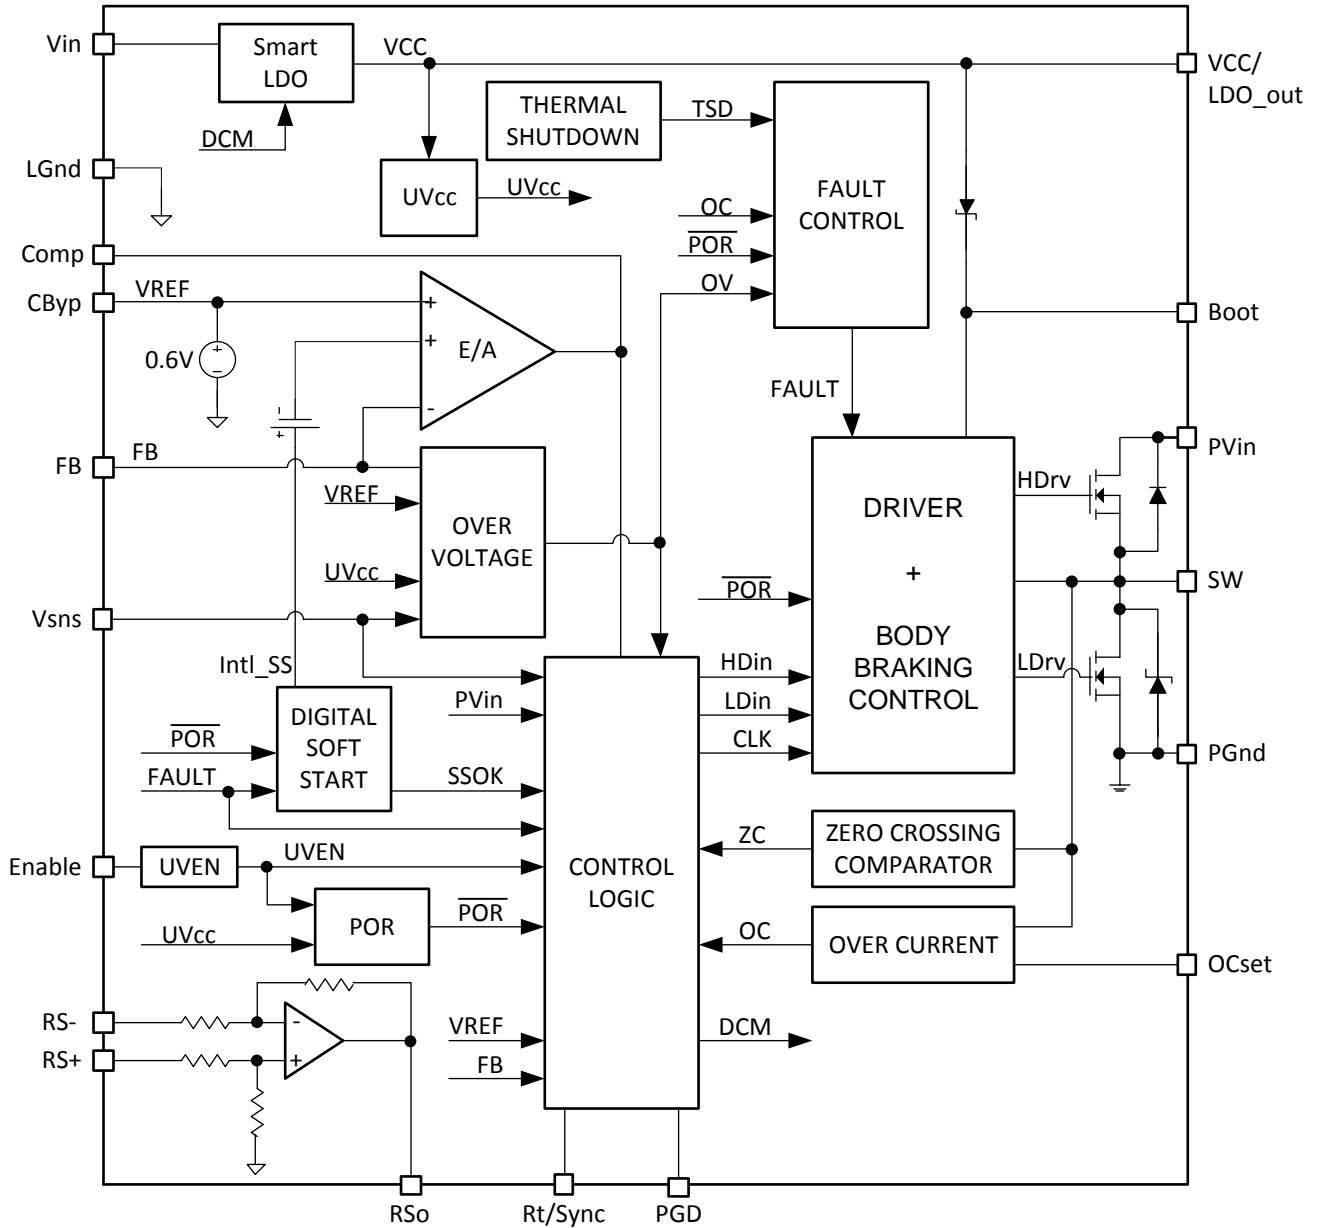 Vin
Smart
LDO
VCC
VCC/
LDO_out
DCM
THERMAL
SHUTDOWN
TSD
LGnd
UVcc
UVcc
FAULT
CONTROL
OC
POR
OV
Comp
CByp
VREF
+
+
-
E/A
Boot
0.6V
+
−
-
+
FAULT
FB
FB
VREF
OVER
VOLTAGE
UVcc
PVin
HDrv
DRIVER
+
BODY
BRAKING
CONTROL
POR
SW
Vsns
Intl_SS
HDin
LDrv
PVin
LDin
DIGITAL
SOFT
START
POR
CLK
PGnd
FAULT
SSOK
ZC
ZERO CROSSING
COMPARATOR
Enable
UVEN
UVEN
CONTROL
LOGIC
POR
POR
UVcc
OC
OVER CURRENT
OCset
RS-
-
RS+
+
VREF
DCM
FB
RSo
Rt/Sync
PGD